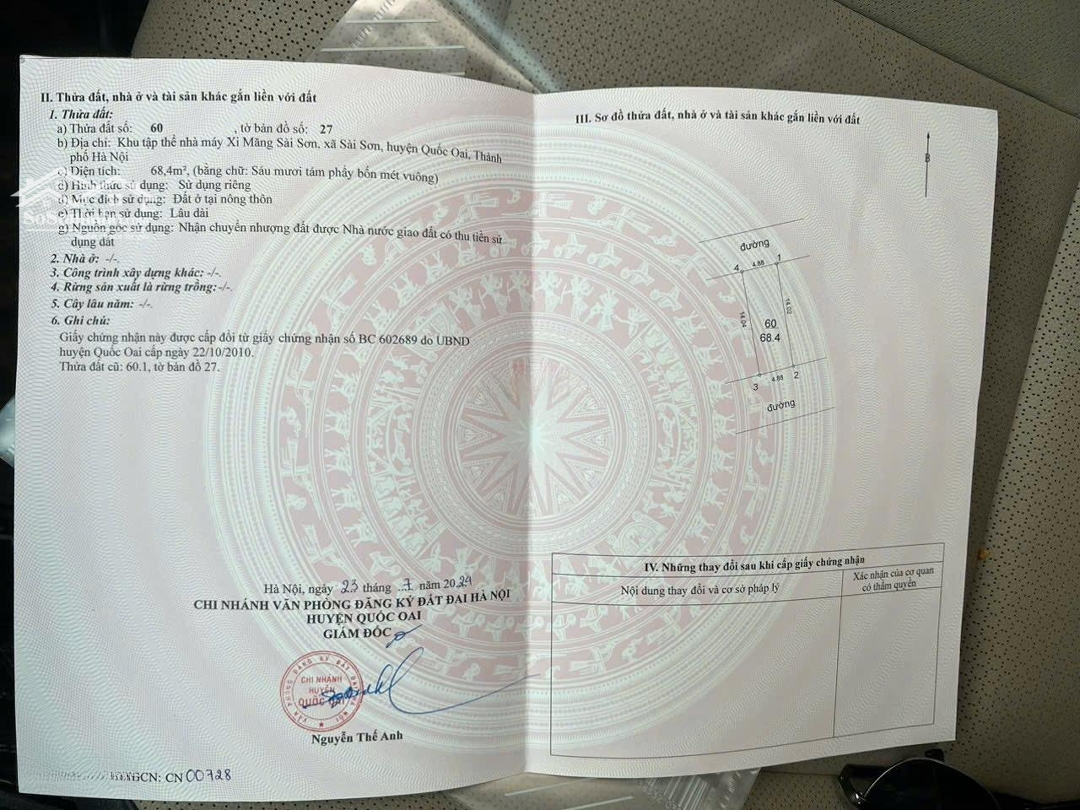 II. Thửa đất, nhà ở và tài sản khác gắn liền với đất
1. Thửa đất:
a) Thửa đất số: 60 , tờ bản đồ số: 27
b) Địa chỉ: Khu tập thể nhà máy Xi Măng Sài Sơn, xã Sài Sơn, huyện Quốc Oai, Thành
phố Hà Nội
c) Diện tích: 68,4m², (bằng chữ: Sáu mươi tám phẩy bốn mét vuông)
d) Hình thức sử dụng: Sử dụng riêng
đ) Mục đích sử dụng: Đất ở tại nông thôn
e) Thời hạn sử dụng: Lâu dài
g) Nguồn gốc sử dụng: Nhận chuyển nhượng đất được Nhà nước giao đất có thu tiền sử
dụng đất
2. Nhà ở: -/-
3. Công trình xây dựng khác: -/-.
4. Rừng sản xuất là rừng trồng: -/-.
5. Cây lâu năm: -/-.
6. Ghi chú:
Giấy chứng nhận này được cấp đổi từ giấy chứng nhận số BC 602689 do UBND
huyện Quốc Oai cấp ngày 22/10/2010.
Thửa đất cũ: 60.1, tờ bản đồ 27.
Hà Nội, ngày 23 tháng 7 năm 2024
CHI NHÁNH VĂN PHÒNG ĐĂNG KÝ ĐẤT ĐAI HÀ NỘI
HUYỆN QUỐC OAI
GIÁM ĐỐC
CHI NHÁNH
HUYỆN
QUỐC OAI
Nguyễn Thế Anh
CN 00728
III. Sơ đồ thửa đất, nhà ở và tài sản khác gắn liền với đất
B
đường
4 4.88 1
14.04 14.02
60
68.4
3 4.88 2
đường
IV. Những thay đổi sau khi cấp giấy chứng nhận
Nội dung thay đổi và cơ sở pháp lý
Xác nhận của cơ quan
có thẩm quyền